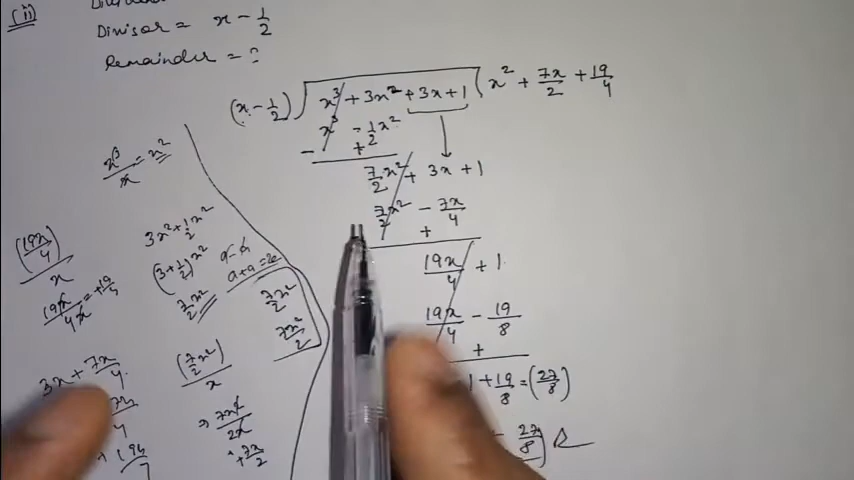 (ii)
Divisor = x - 1/2
Remainder = ?
(x - 1/2) ) x³ + 3x² + 3x + 1 ( x² + 7x/2 + 19/4
x³ - 1/2 x²
- +
7/2 x² + 3x + 1
7/2 x² - 7x/4
+
19x/4 + 1
19x/4 - 19/8
+
1 + 19/8 = (27/8)
27/8
x³/x = x²
(19x/4)/x
19x/4x = +19/4
3x + 7x/4
3x² + 1/2 x²
(3 + 1/2) x²
7/2 x²
a + a = 2a
7/2 x²
7x²/2
(7/2 x²)/x
⇒ 7x²/2x
+7x/2